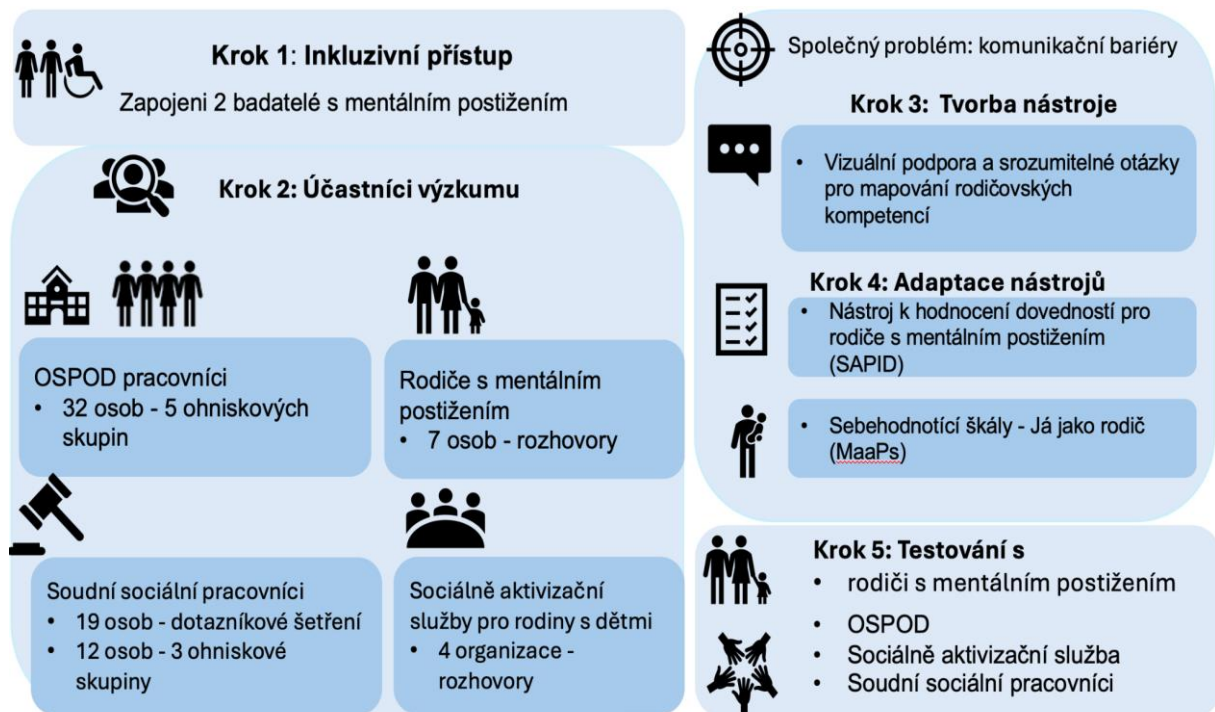 Krok 1: Inkluzivní přístup
Zapojeni 2 badatelé s mentálním postižením
Krok 2: Účastníci výzkumu
OSPOD pracovníci
• 32 osob - 5 ohniskových
skupin
Rodiče s mentálním
postižením
• 7 osob - rozhovory
Soudní sociální pracovníci
• 19 osob - dotazníkové šetření
• 12 osob - 3 ohniskové
skupiny
Sociálně aktivizační
služby pro rodiny s dětmi
• 4 organizace -
rozhovory
Společný problém: komunikační bariéry
Krok 3: Tvorba nástroje
• Vizuální podpora a srozumitelné otázky
pro mapování rodičovských
kompetencí
Krok 4: Adaptace nástrojů
• Nástroj k hodnocení dovedností pro
rodiče s mentálním postižením
(SAPID)
• Sebehodnotící škály - Já jako rodič
(MaaPs)
Krok 5: Testování s
• rodiči s mentálním postižením
• OSPOD
• Sociálně aktivizační služba
• Soudní sociální pracovníci